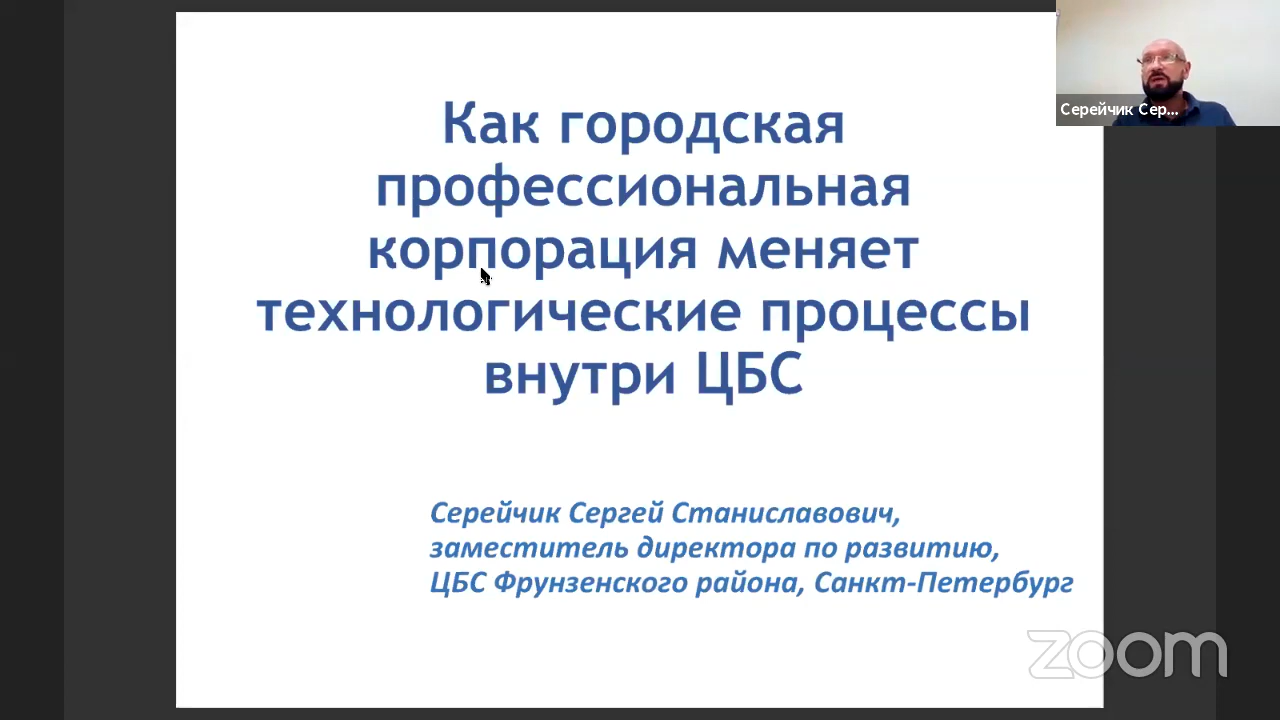 Как городская
профессиональная
корпорация меняет
технологические процессы
внутри ЦБС
Серейчик Сергей Станиславович,
заместитель директора по развитию,
ЦБС Фрунзенского района, Санкт-Петербург
Серейчик Сер...
zoom